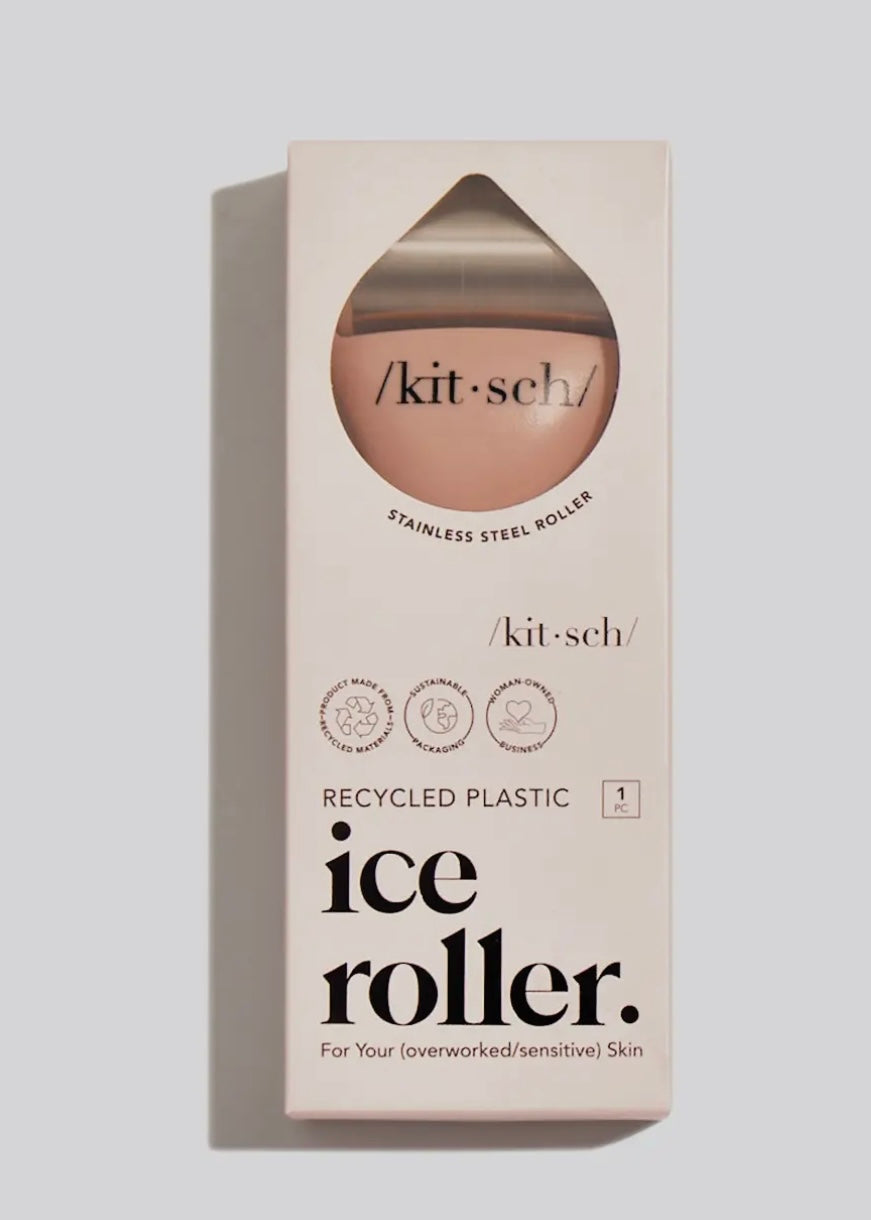 /kit·sch/
STAINLESS STEEL ROLLER
/kit·sch/
PRODUCT MADE FROM
RECYCLED MATERIALS
SUSTAINABLE
PACKAGING
WOMAN-OWNED
BUSINESS
RECYCLED PLASTIC
1
PC
ice
roller.
For Your (overworked/sensitive) Skin